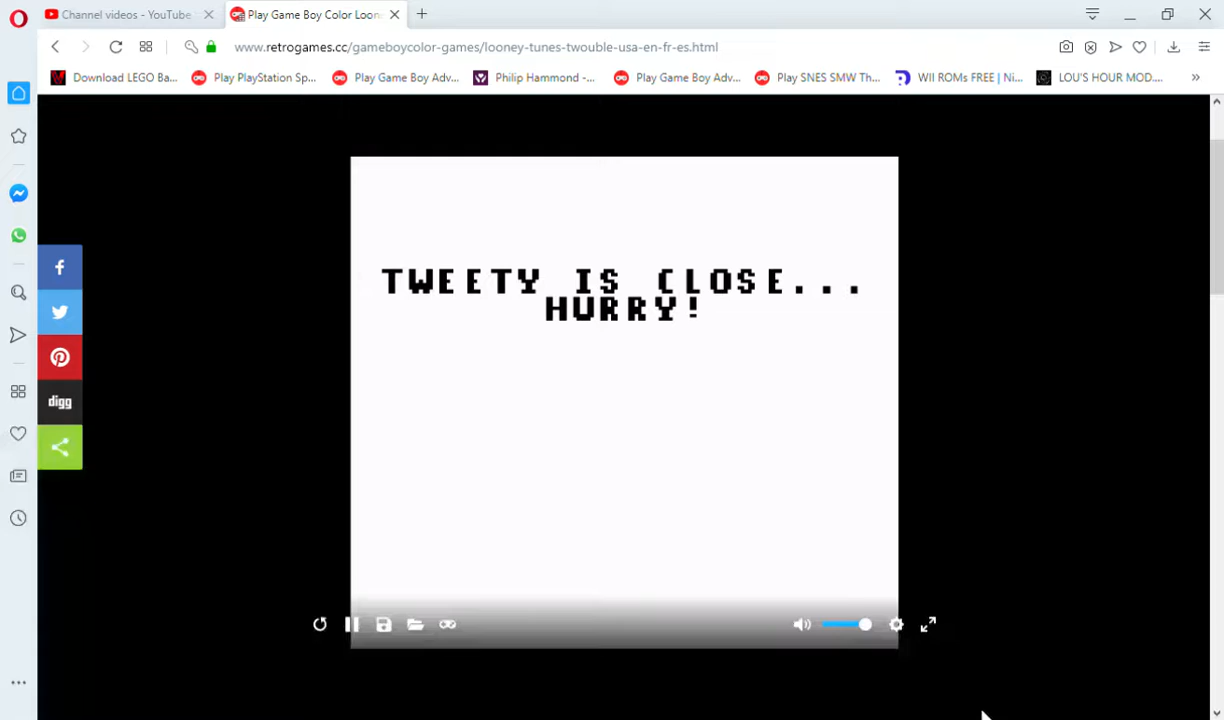 Channel videos - YouTube
Play Game Boy Color Loon
www.retrogames.cc/gameboycolor-games/looney-tunes-twouble-usa-en-fr-es.html
Download LEGO Ba...
Play PlayStation Sp...
Play Game Boy Adv...
Philip Hammond -...
Play Game Boy Adv...
Play SNES SMW Th...
WII ROMs FREE | Ni...
LOU'S HOUR MOD....
TWEETY IS CLOSE...
HURRY!
digg